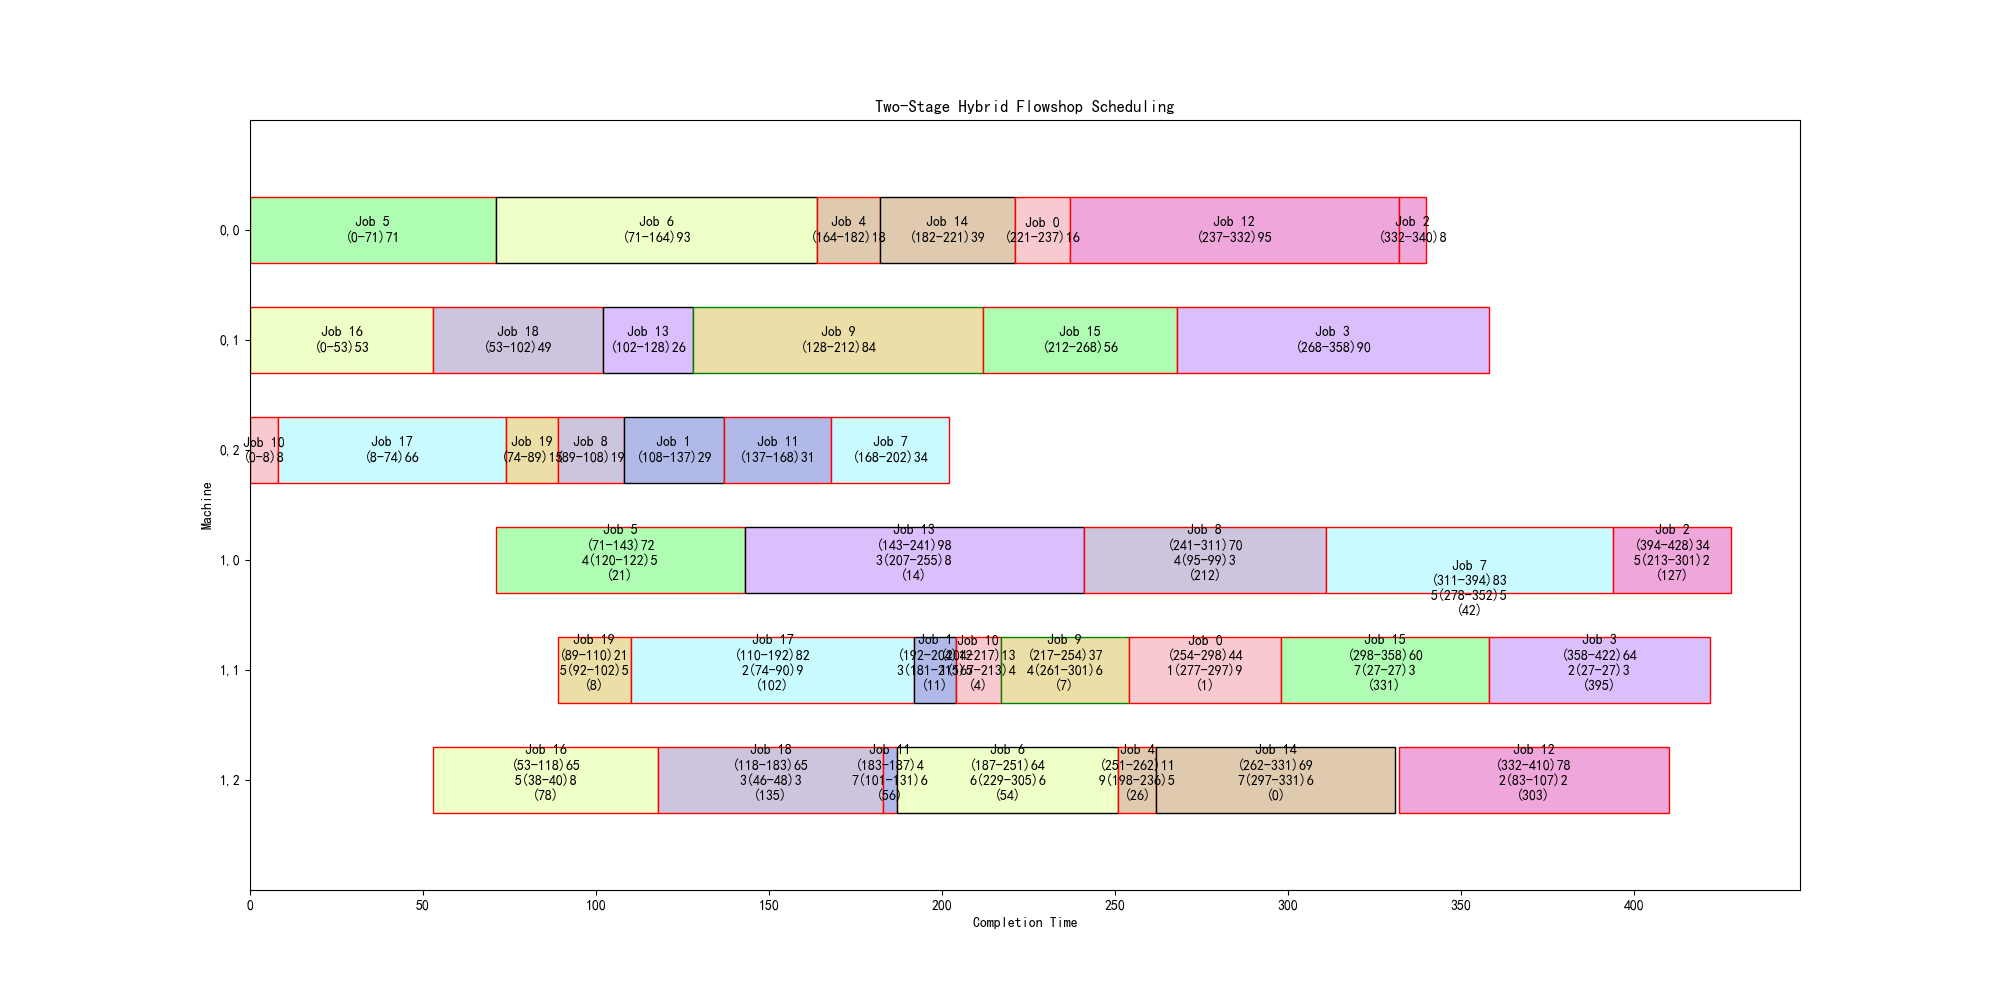 Two-Stage Hybrid Flowshop Scheduling
0,0
Job 5
(0-71)71
Job 6
(71-164)93
Job 4
(164-182)18
Job 14
(182-221)39
Job 0
(221-237)16
Job 12
(237-332)95
Job 2
(332-340)8
0,1
Job 16
(0-53)53
Job 18
(53-102)49
Job 13
(102-128)26
Job 9
(128-212)84
Job 15
(212-268)56
Job 3
(268-358)90
0,2
Job 10
(0-8)8
Job 17
(8-74)66
Job 19
(74-89)15
Job 8
(89-108)19
Job 1
(108-137)29
Job 11
(137-168)31
Job 7
(168-202)34
Machine
1,0
Job 5
(71-143)72
4(120-122)5
(21)
Job 13
(143-241)98
3(207-255)8
(14)
Job 8
(241-311)70
4(95-99)3
(212)
Job 7
(311-394)83
5(278-352)5
(42)
Job 2
(394-428)34
5(213-301)2
(127)
1,1
Job 19
(89-110)21
5(92-102)5
(8)
Job 17
(110-192)82
2(74-90)9
(102)
Job 1
(192-204)12
(11)
Job 10
(204-217)13
(4)
Job 9
(217-254)37
4(261-301)6
(7)
Job 0
(254-298)44
1(277-297)9
(1)
Job 15
(298-358)60
7(27-27)3
(331)
Job 3
(358-422)64
2(27-27)3
(395)
1,2
Job 16
(53-118)65
5(38-40)8
(78)
Job 18
(118-183)65
3(46-48)3
(135)
Job 11
(183-187)4
7(101-131)6
(56)
Job 6
(187-251)64
6(229-305)6
(54)
Job 4
(251-262)11
9(198-236)5
(26)
Job 14
(262-331)69
7(297-331)6
(0)
Job 12
(332-410)78
2(83-107)2
(303)
0
50
100
150
200
250
300
350
400
Completion Time